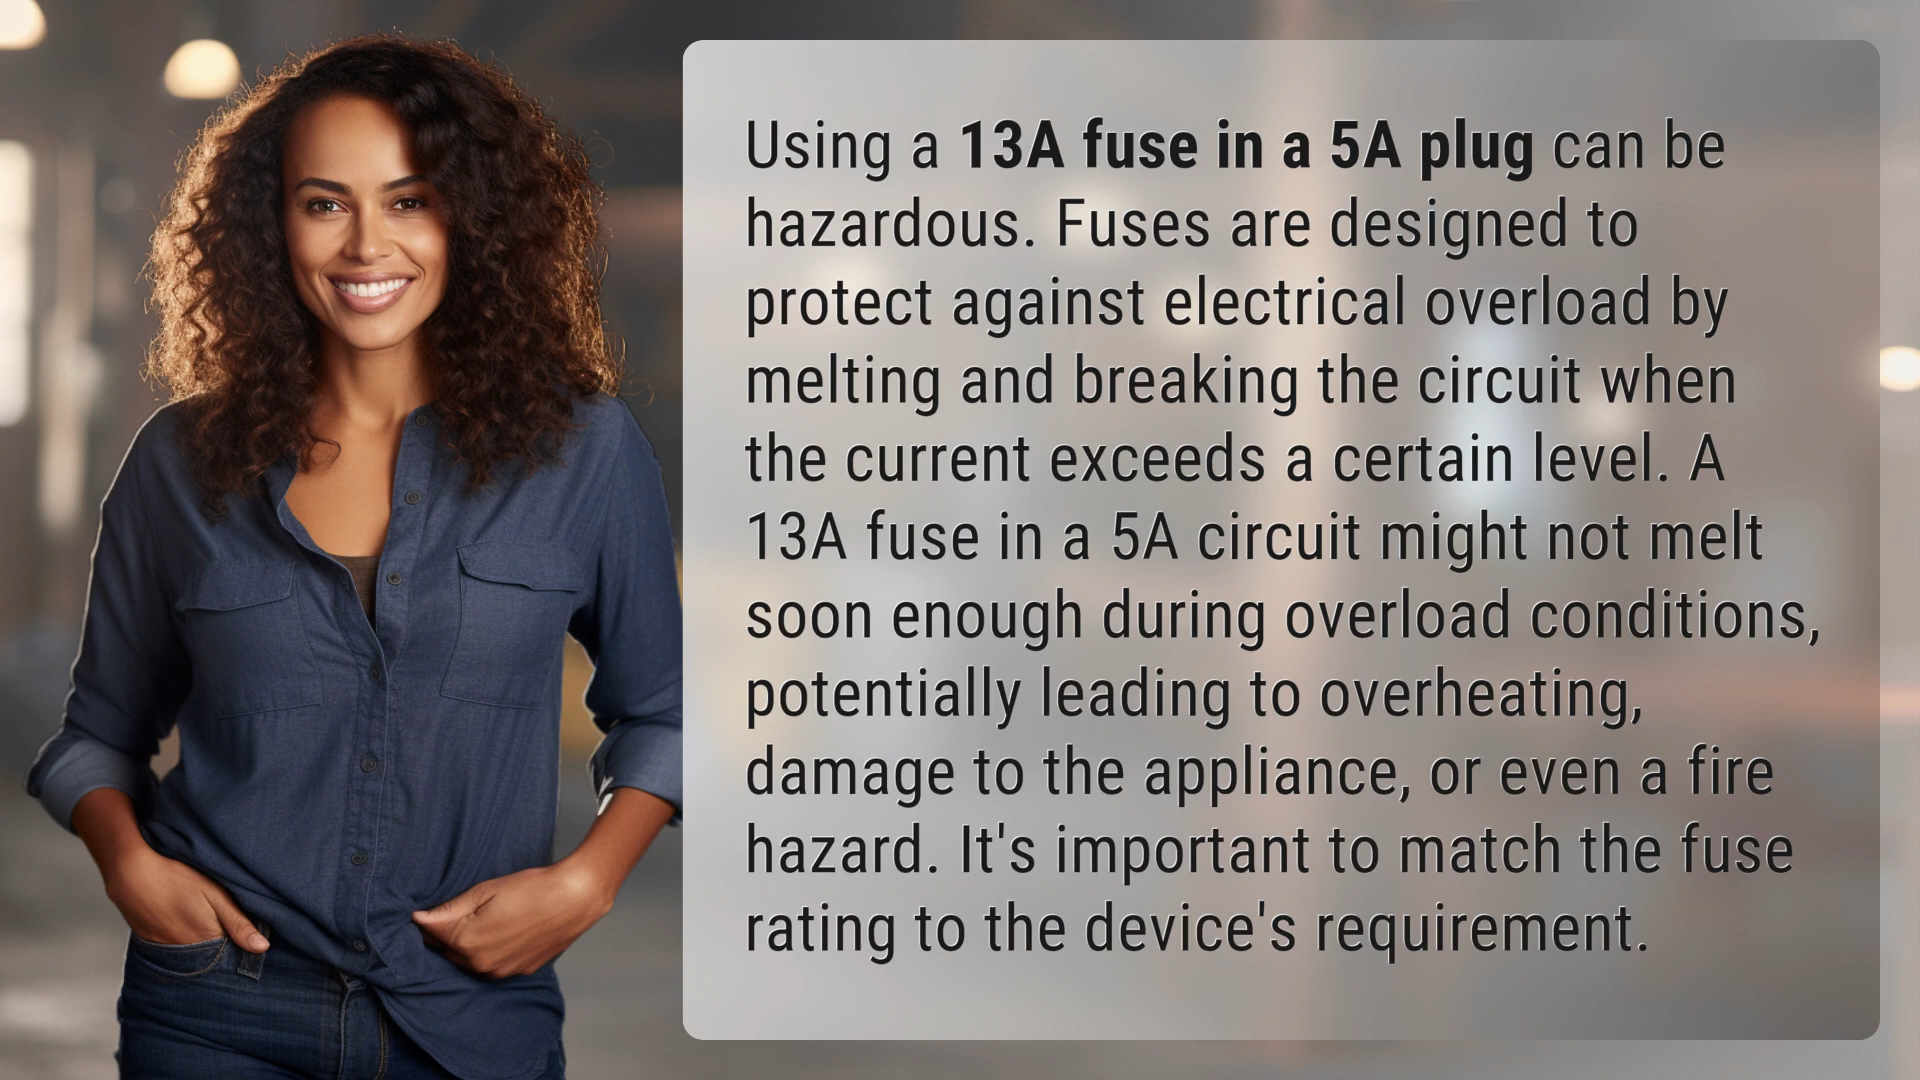 Using a 13A fuse in a 5A plug can be
hazardous. Fuses are designed to
protect against electrical overload by
melting and breaking the circuit when
the current exceeds a certain level. A
13A fuse in a 5A circuit might not melt
soon enough during overload conditions,
potentially leading to overheating,
damage to the appliance, or even a fire
hazard. It's important to match the fuse
rating to the device's requirement.